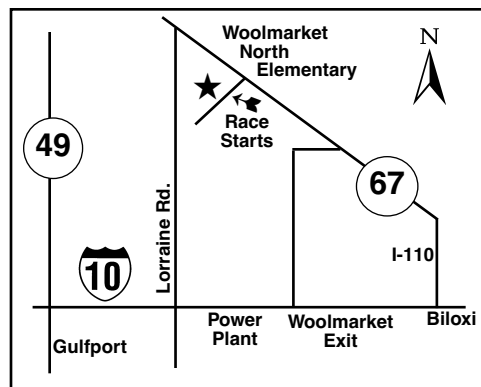 Woolmarket
North
Elementary
N
Race
Starts
49
67
Lorraine Rd.
I-110
10
Power
Plant
Woolmarket
Exit
Biloxi
Gulfport